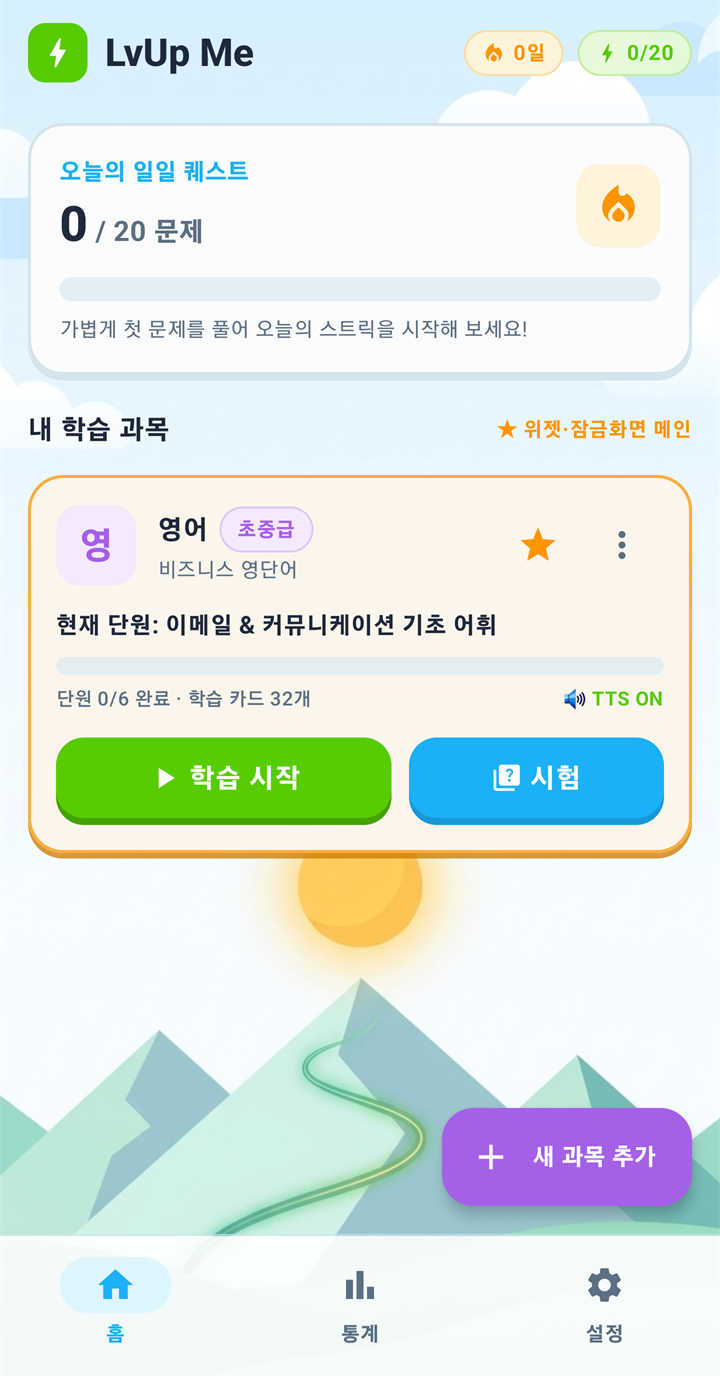 LvUp Me
0일
0/20
오늘의 일일 퀘스트
0 / 20 문제
가볍게 첫 문제를 풀어 오늘의 스트릭을 시작해 보세요!
내 학습 과목
★ 위젯·잠금화면 메인
영
영어 초중급
비즈니스 영단어
현재 단원: 이메일 & 커뮤니케이션 기초 어휘
단원 0/6 완료 · 학습 카드 32개
🔊 TTS ON
학습 시작
시험
새 과목 추가
홈
통계
설정